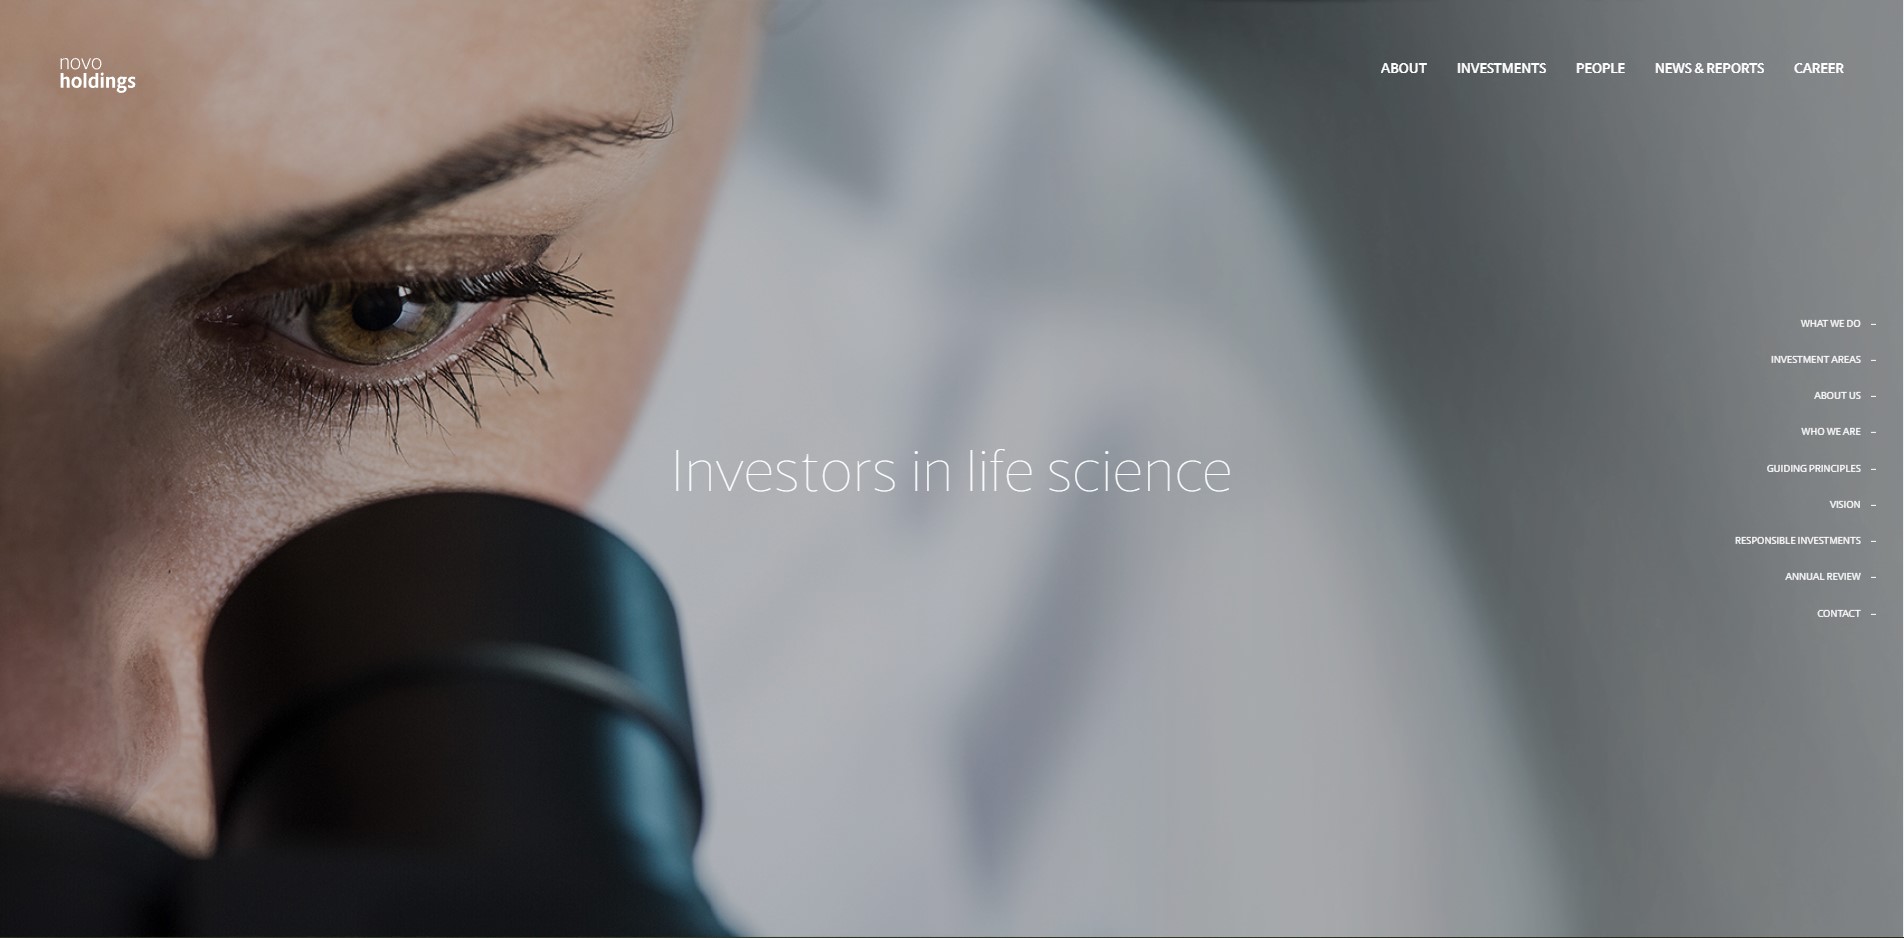 novo
holdings
ABOUT
INVESTMENTS
PEOPLE
NEWS & REPORTS
CAREER
Investors in life science
WHAT WE DO
INVESTMENT AREAS
ABOUT US
WHO WE ARE
GUIDING PRINCIPLES
VISION
RESPONSIBLE INVESTMENTS
ANNUAL REVIEW
CONTACT